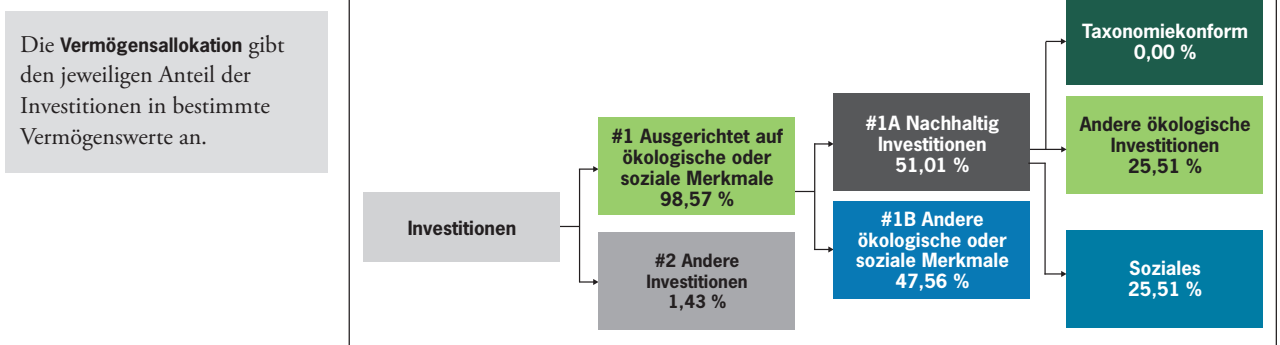 Die Vermögensallokation gibt
den jeweiligen Anteil der
Investitionen in bestimmte
Vermögenswerte an.
Investitionen
#1 Ausgerichtet auf
ökologische oder
soziale Merkmale
98,57 %
#2 Andere
Investitionen
1,43 %
#1A Nachhaltig
Investitionen
51,01 %
#1B Andere
ökologische oder
soziale Merkmale
47,56 %
Taxonomiekonform
0,00 %
Andere ökologische
Investitionen
25,51 %
Soziales
25,51 %